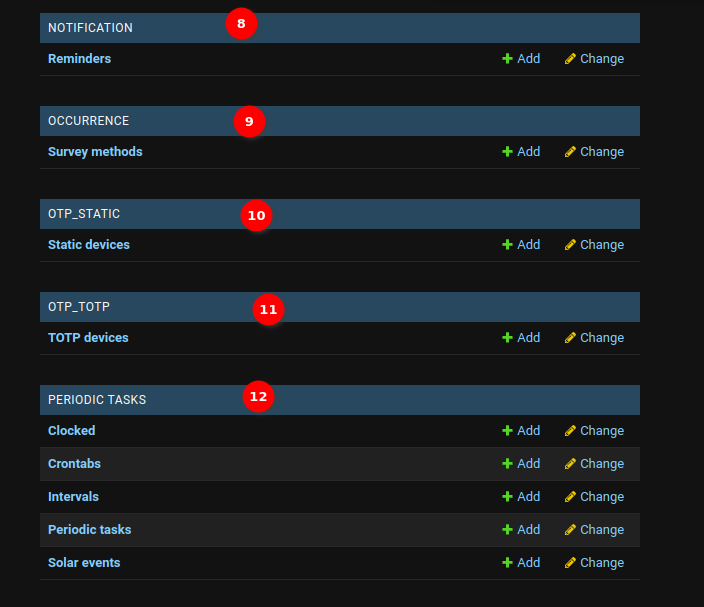 NOTIFICATION 8
Reminders Add Change
OCCURRENCE 9
Survey methods Add Change
OTP_STATIC 10
Static devices Add Change
OTP_TOTP 11
TOTP devices Add Change
PERIODIC TASKS 12
Clocked Add Change
Crontabs Add Change
Intervals Add Change
Periodic tasks Add Change
Solar events Add Change